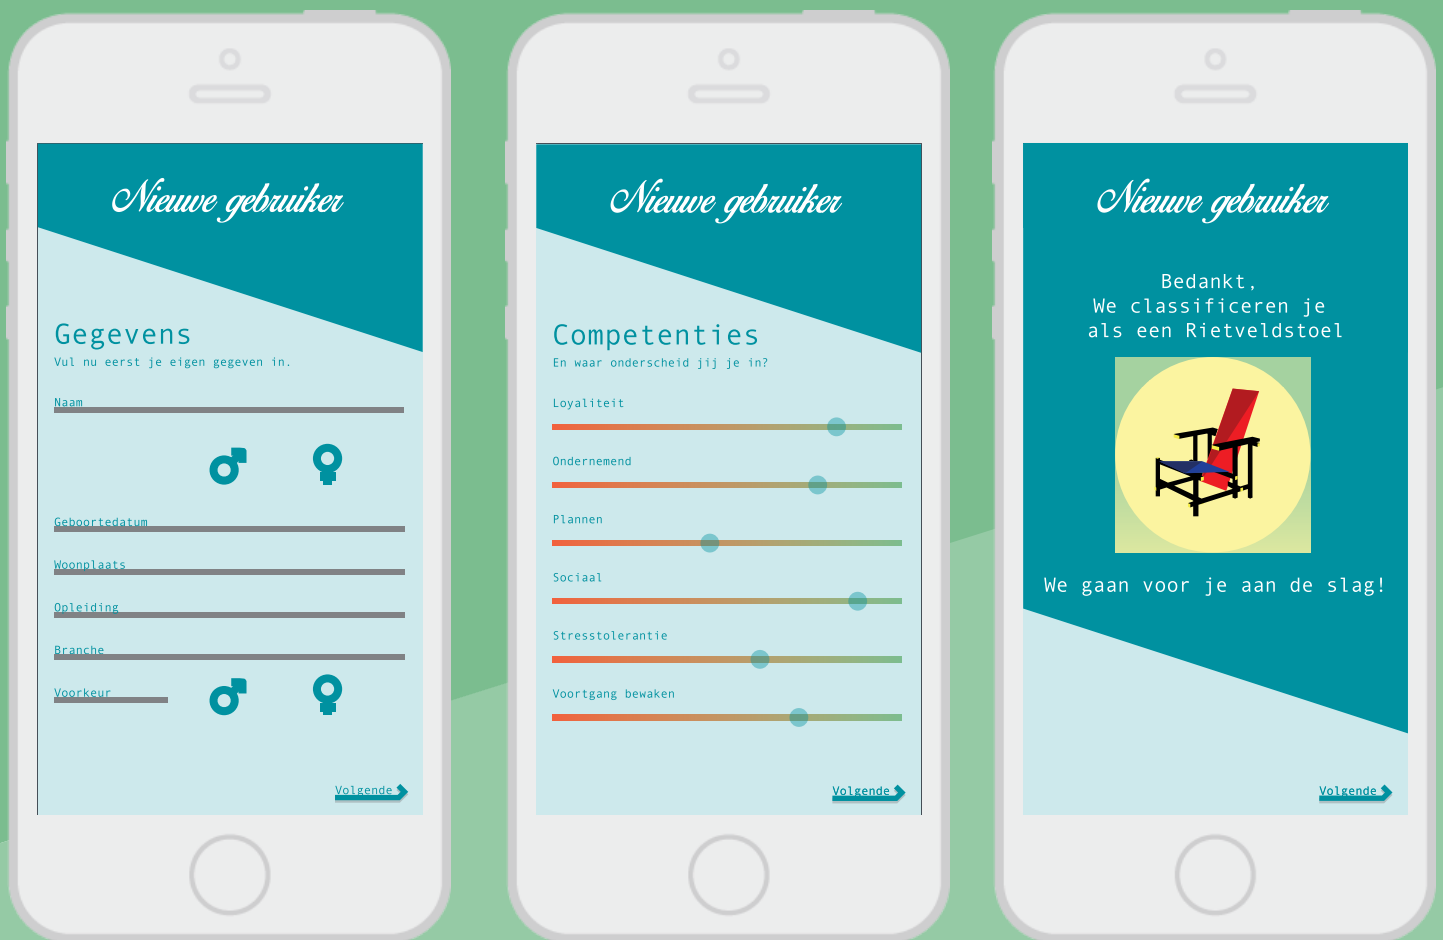 Nieuwe gebruiker
Gegevens
Vul nu eerst je eigen gegeven in.
Naam
Geboortedatum
Woonplaats
Opleiding
Branche
Voorkeur
Volgende
Nieuwe gebruiker
Competenties
En waar onderscheid jij je in?
Loyaliteit
Ondernemend
Plannen
Sociaal
Stresstolerantie
Voortgang bewaken
Volgende
Nieuwe gebruiker
Bedankt,
We classificeren je
als een Rietveldstoel
We gaan voor je aan de slag!
Volgende